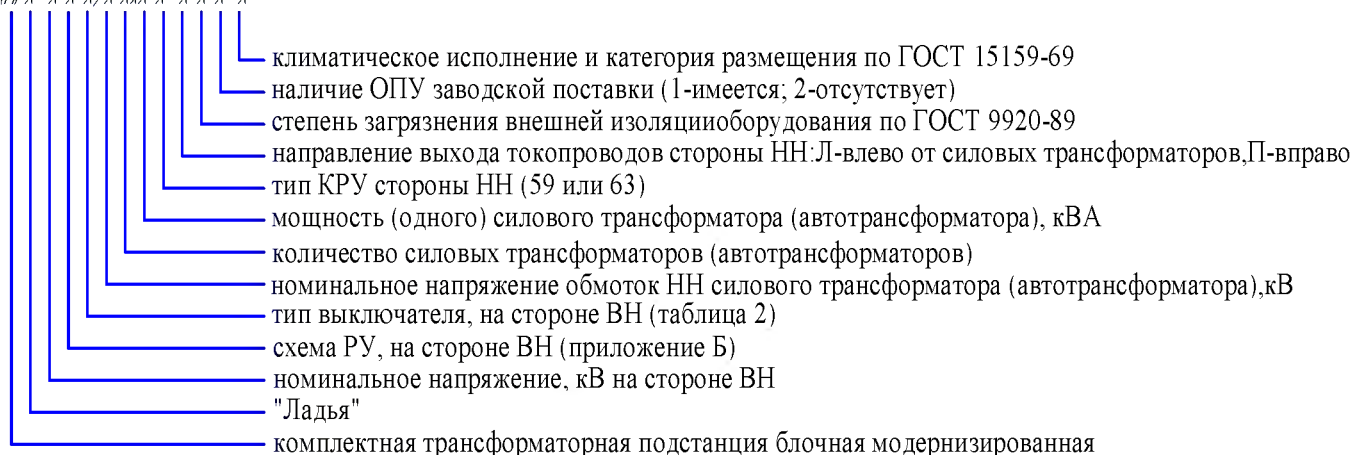 климатическое исполнение и категория размещения по ГОСТ 15159-69
наличие ОПУ заводской поставки (1-имеется; 2-отсутствует)
степень загрязнения внешней изоляцииоборудования по ГОСТ 9920-89
направление выхода токопроводов стороны НН:Л-влево от силовых трансформаторов,П-вправо
тип КРУ стороны НН (59 или 63)
мощность (одного) силового трансформатора (автотрансформатора), кВА
количество силовых трансформаторов (автотрансформаторов)
номинальное напряжение обмоток НН силового трансформатора (автотрансформатора),кВ
тип выключателя, на стороне ВН (таблица 2)
схема РУ, на стороне ВН (приложение Б)
номинальное напряжение, кВ на стороне ВН
"Ладья"
комплектная трансформаторная подстанция блочная модернизированная